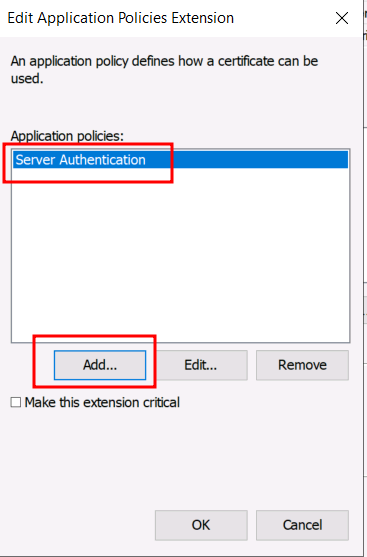 Edit Application Policies Extension
An application policy defines how a certificate can be
used.
Application policies:
Server Authentication
Add...
Edit...
Remove
Make this extension critical
OK
Cancel